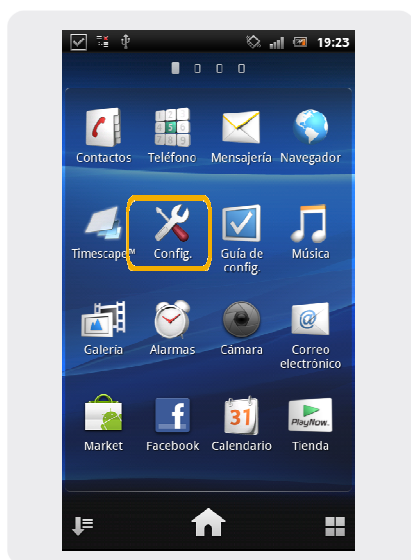 19:23
Contactos Teléfono Mensajería Navegador
Timescape™ Config. Guía de config. Música
Galería Alarmas Cámara Correo electrónico
31
PlayNow.
Market Facebook Calendario Tienda